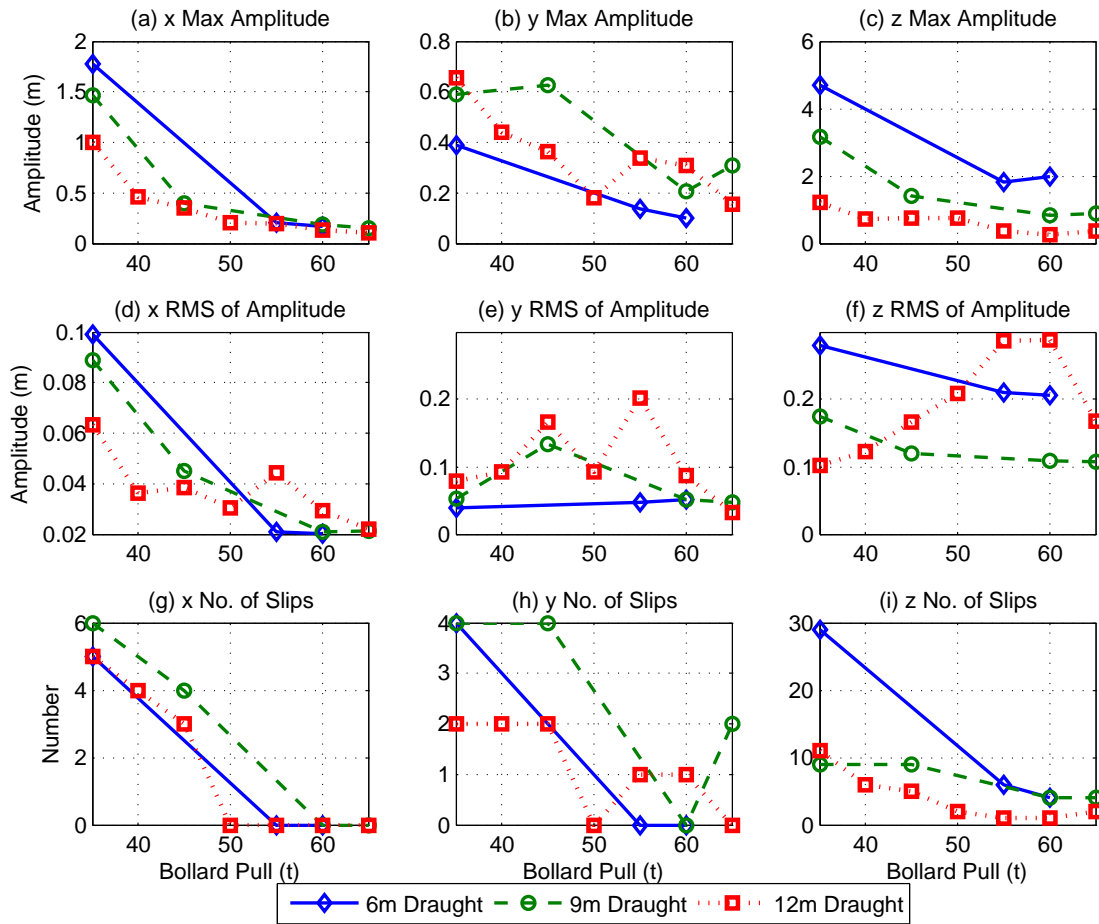 (a) x Max Amplitude
(b) y Max Amplitude
(c) z Max Amplitude
2
1.5
1
0.5
0
Amplitude (m)
40 50 60
0.8
0.6
0.4
0.2
0
40 50 60
6
4
2
0
40 50 60
(d) x RMS of Amplitude
(e) y RMS of Amplitude
(f) z RMS of Amplitude
0.1
0.08
0.06
0.04
0.02
Amplitude (m)
40 50 60
0.2
0.1
0
40 50 60
0.2
0.1
0
40 50 60
(g) x No. of Slips
(h) y No. of Slips
(i) z No. of Slips
6
4
2
0
Number
40 50 60
Bollard Pull (t)
4
3
2
1
0
40 50 60
Bollard Pull (t)
30
20
10
0
40 50 60
Bollard Pull (t)
6m Draught 9m Draught 12m Draught